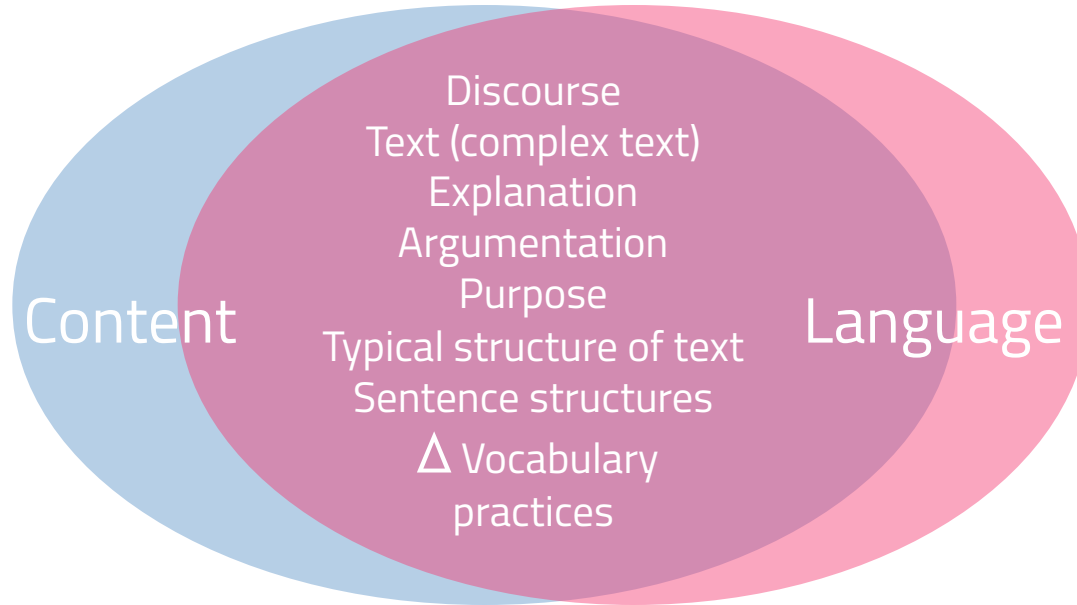 Discourse
Text (complex text)
Explanation
Argumentation
Purpose
Content
Language
Typical structure of text
Sentence structures
Δ Vocabulary
practices